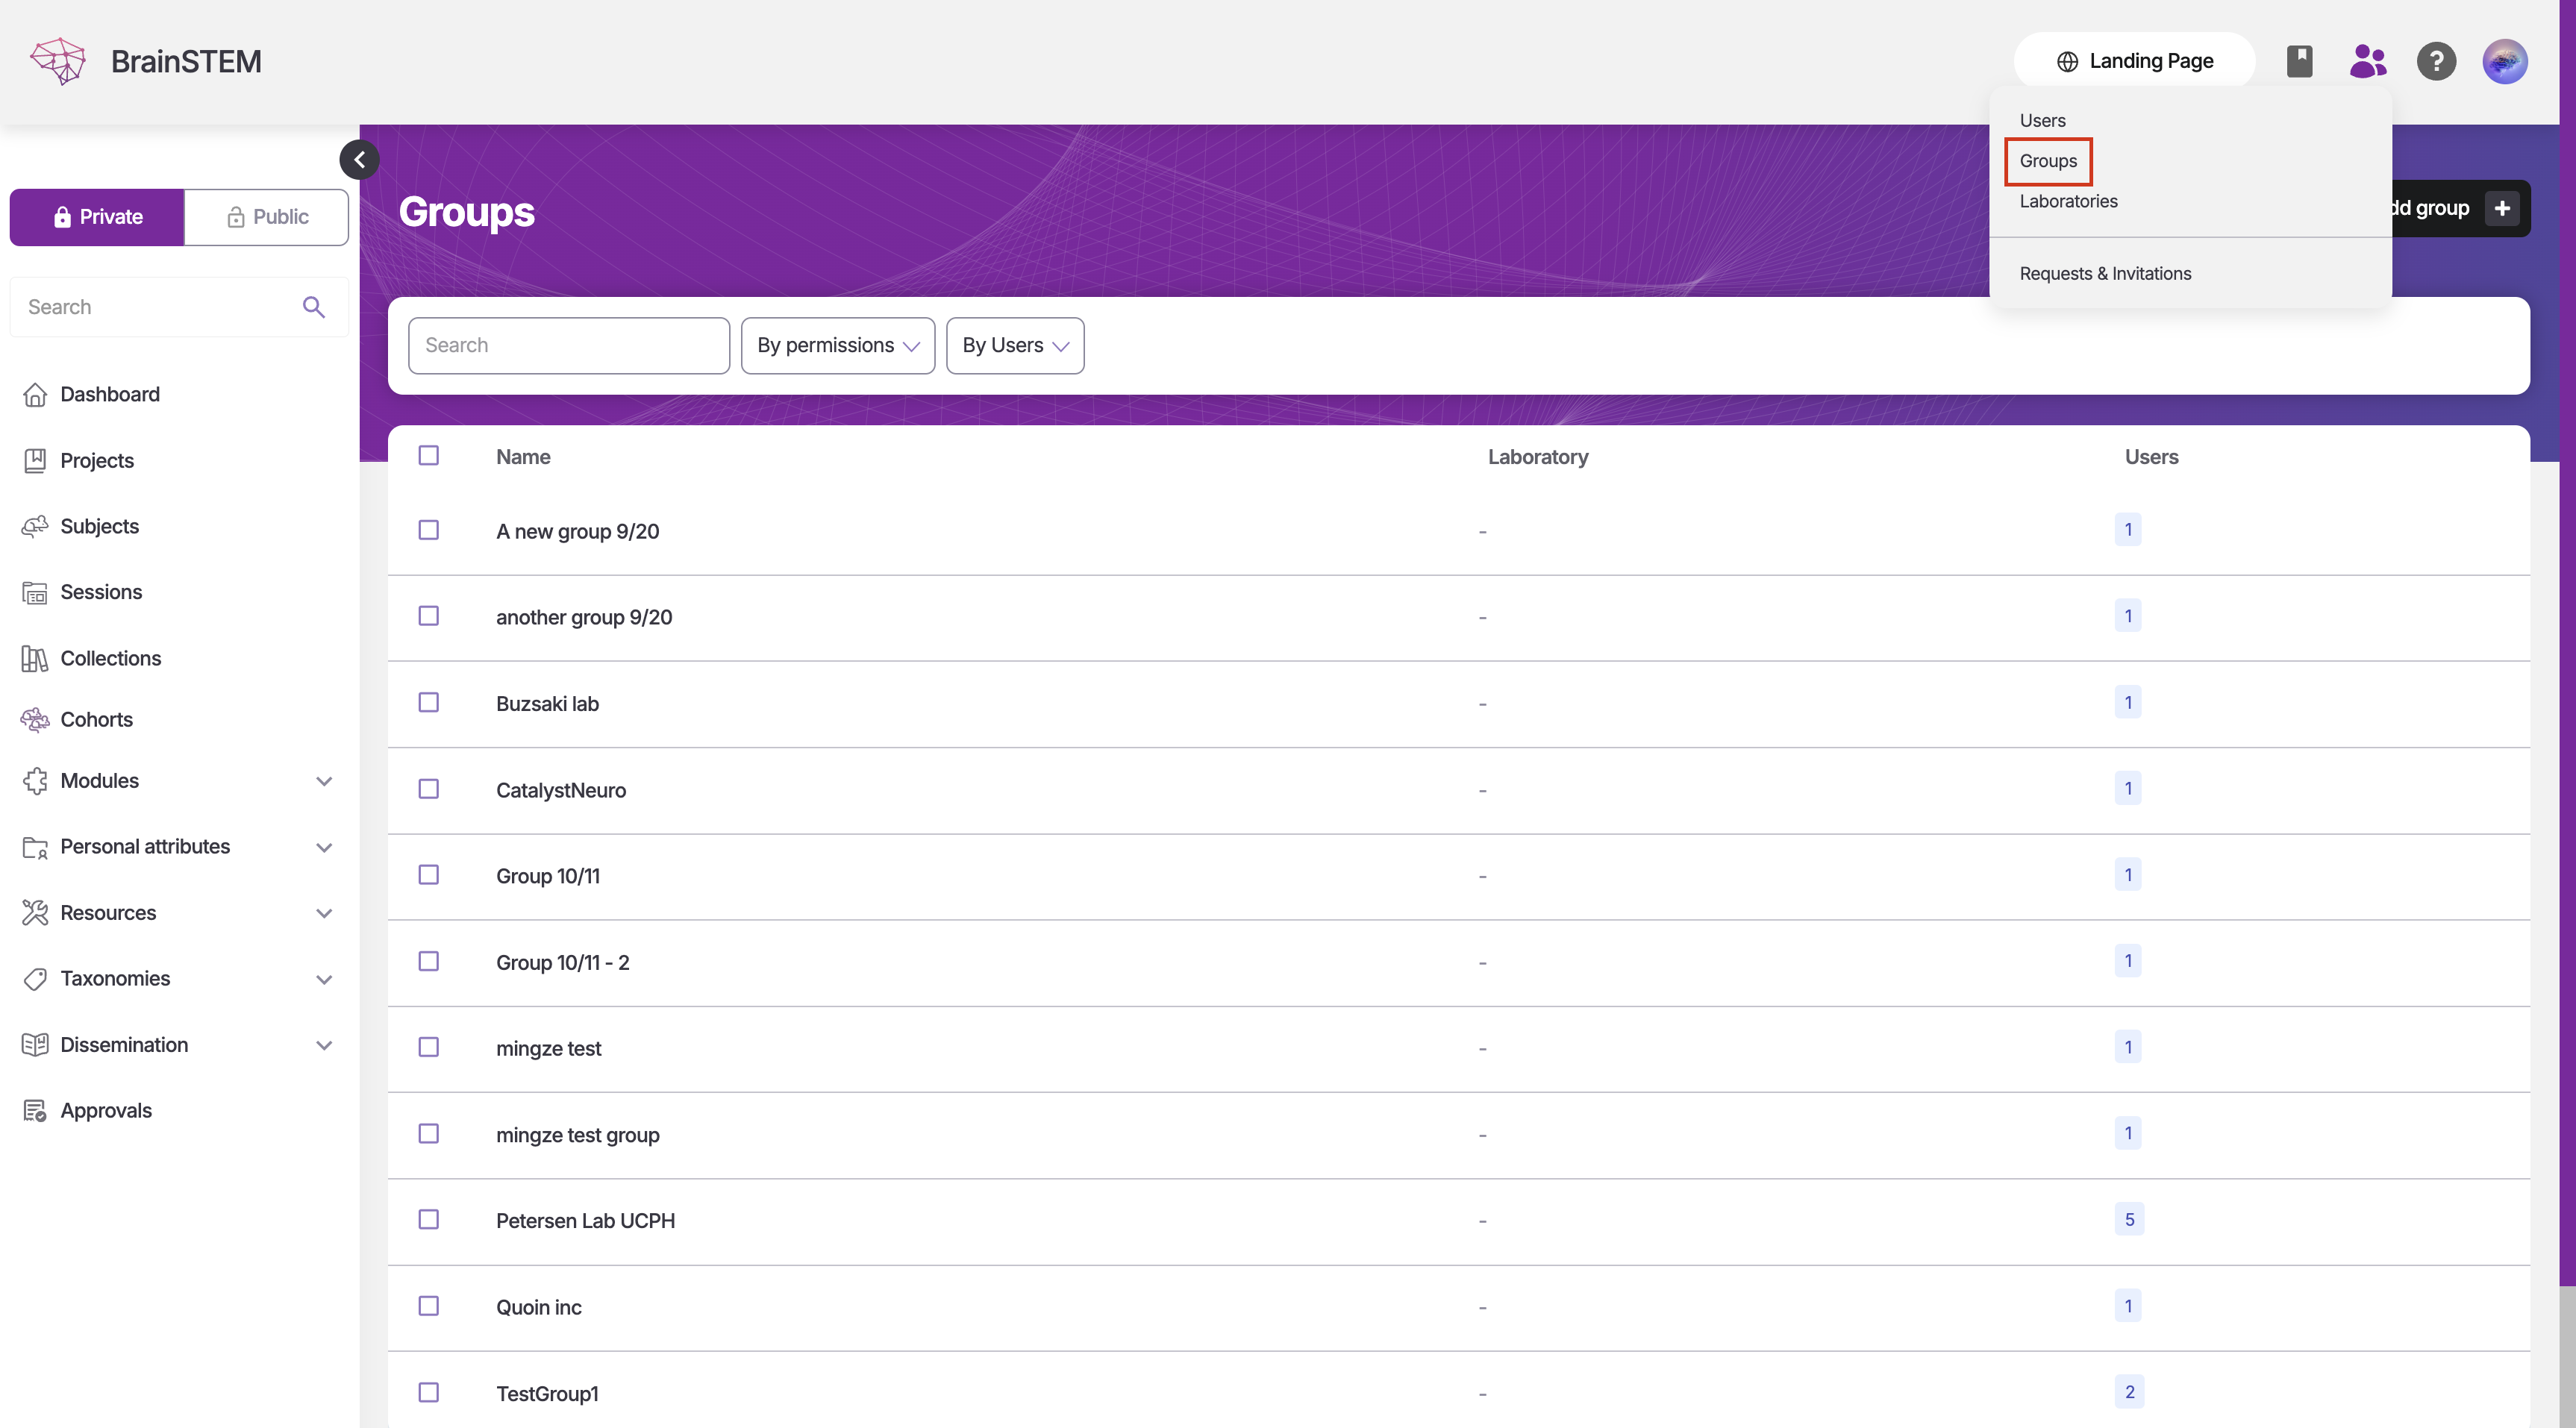 BrainSTEM
Landing Page
?
Users
Groups
Laboratories
Requests & Invitations
Private
Public
Search
Dashboard
Projects
Subjects
Sessions
Collections
Cohorts
Modules
Personal attributes
Resources
Taxonomies
Dissemination
Approvals
Groups
dd group +
Search
By permissions
By Users
Name Laboratory Users
A new group 9/20 - 1
another group 9/20 - 1
Buzsaki lab - 1
CatalystNeuro - 1
Group 10/11 - 1
Group 10/11 - 2 - 1
mingze test - 1
mingze test group - 1
Petersen Lab UCPH - 5
Quoin inc - 1
TestGroup1 - 2